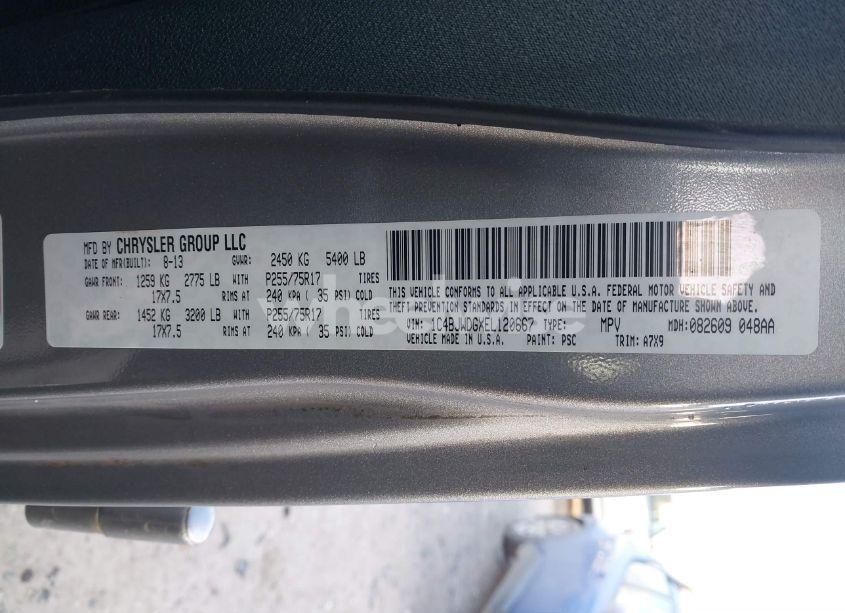 MFD BY CHRYSLER GROUP LLC
DATE OF MFR(BUILT): 8-13 GVWR: 2450 KG 5400 LB
GAWR FRONT: 1259 KG 2775 LB WITH P255/75R17 TIRES
17X7.5 RIMS AT 240 KPA ( 35 PSI) COLD
GAWR REAR: 1452 KG 3200 LB WITH P255/75R17 TIRES
17X7.5 RIMS AT 240 KPA ( 35 PSI) COLD
THIS VEHICLE CONFORMS TO ALL APPLICABLE U.S.A. FEDERAL MOTOR VEHICLE SAFETY AND
THEFT PREVENTION STANDARDS IN EFFECT ON THE DATE OF MANUFACTURE SHOWN ABOVE.
VIN: 1C4BJWDGXEL120667 TYPE: MPV MDH: 082609 048AA
VEHICLE MADE IN U.S.A. PAINT: PSC TRIM: A7X9